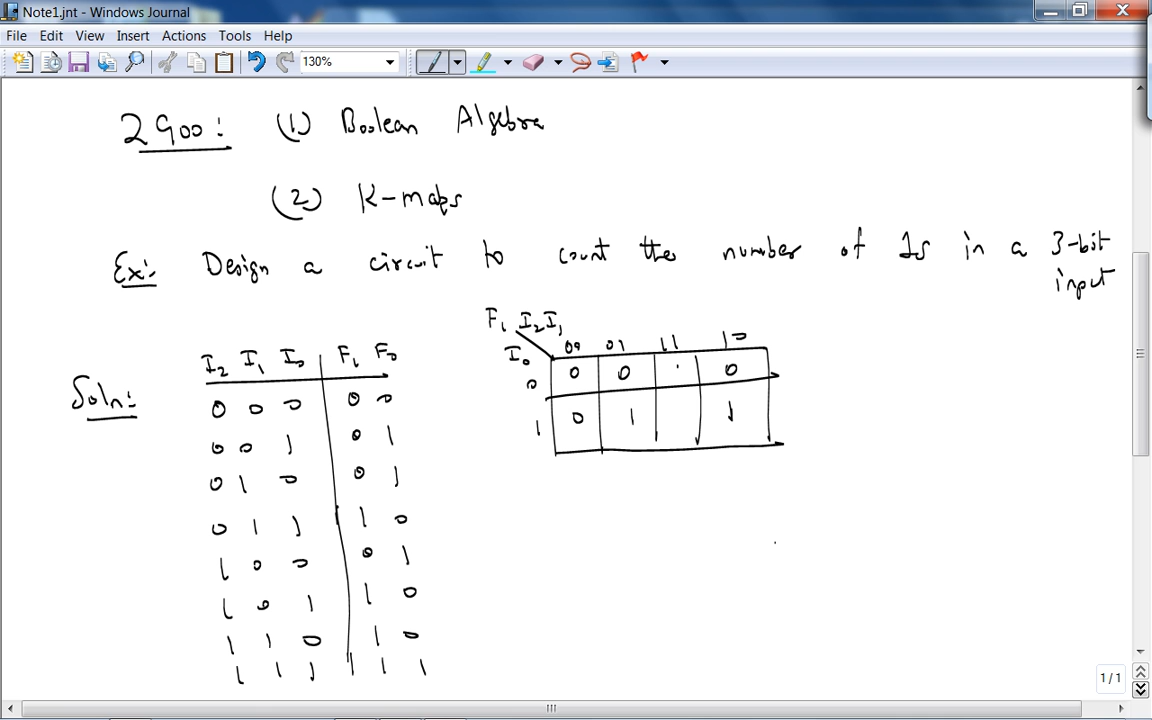 Note1.jnt - Windows Journal
File Edit View Insert Actions Tools Help
130%
2900: (1) Boolean Algebra
(2) K-maps
Ex: Design a circuit to count the number of 1s in a 3-bit input
Soln:
I2 I1 I0 F1 F0
0 0 0 0 0
0 0 1 0 1
0 1 0 0 1
0 1 1 1 0
1 0 0 0 1
1 0 1 1 0
1 1 0 1 0
1 1 1 1 1
F1 I2I1
I0 00 01 11 10
0 0 0 0
1 0 1 1
1/1